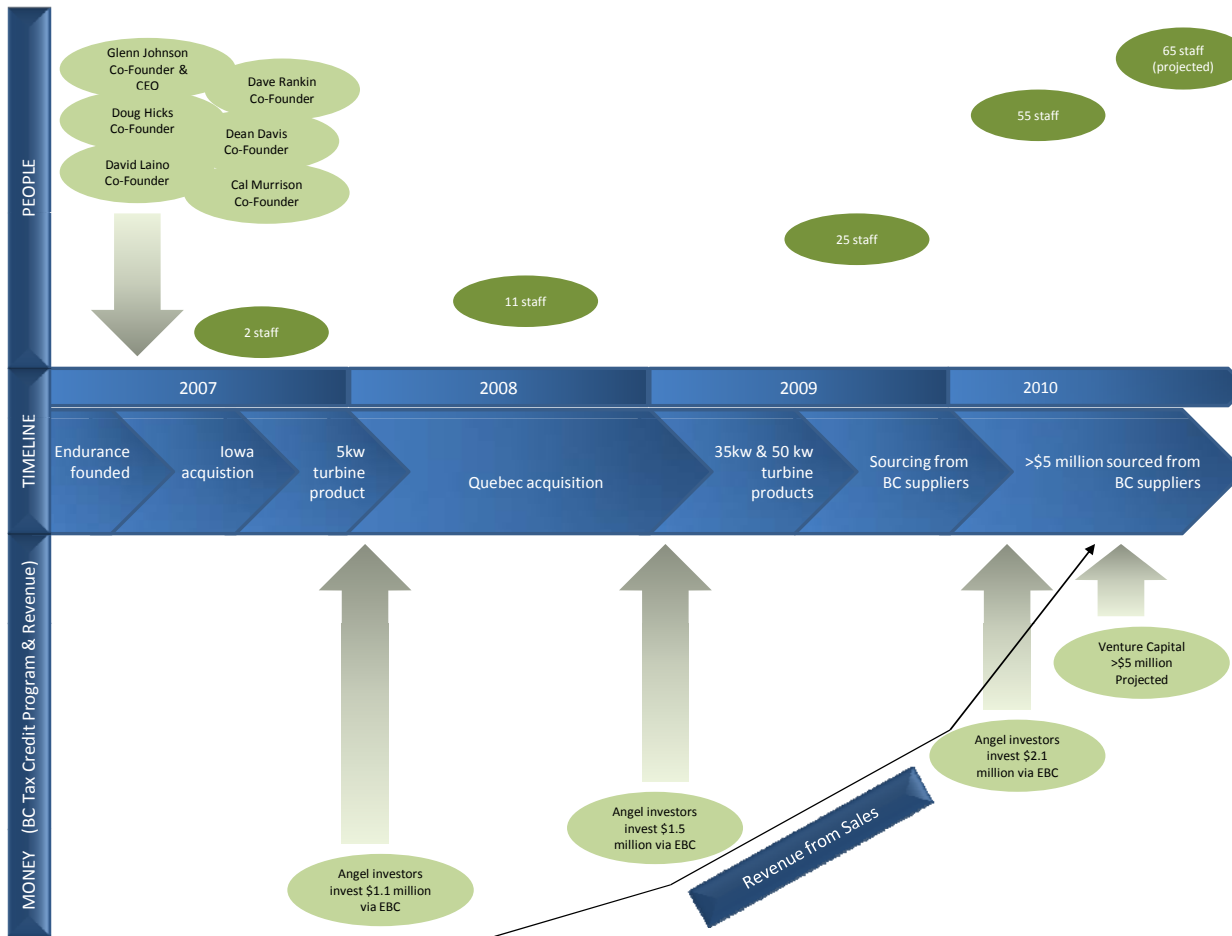 PEOPLE
Glenn Johnson
Co-Founder &
CEO
Dave Rankin
Co-Founder
Doug Hicks
Co-Founder
Dean Davis
Co-Founder
David Laino
Co-Founder
Cal Murrison
Co-Founder
2 staff
11 staff
25 staff
55 staff
65 staff
(projected)
TIMELINE
2007
2008
2009
2010
Endurance
founded
Iowa
acquistion
5kw
turbine
product
Quebec acquisition
35kw & 50 kw
turbine
products
Sourcing from
BC suppliers
>$5 million sourced from
BC suppliers
MONEY (BC Tax Credit Program & Revenue)
Angel investors
invest $1.1 million
via EBC
Angel investors
invest $1.5
million via EBC
Revenue from Sales
Angel investors
invest $2.1
million via EBC
Venture Capital
>$5 million
Projected